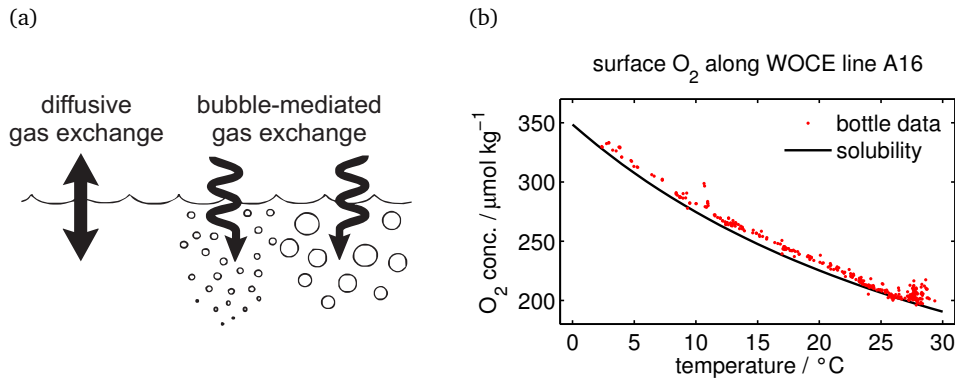 (a)
diffusive
gas exchange
bubble-mediated
gas exchange
(b)
surface O₂ along WOCE line A16
bottle data
solubility
O₂ conc. / μmol kg⁻¹
350
300
250
200
0 5 10 15 20 25 30
temperature / °C